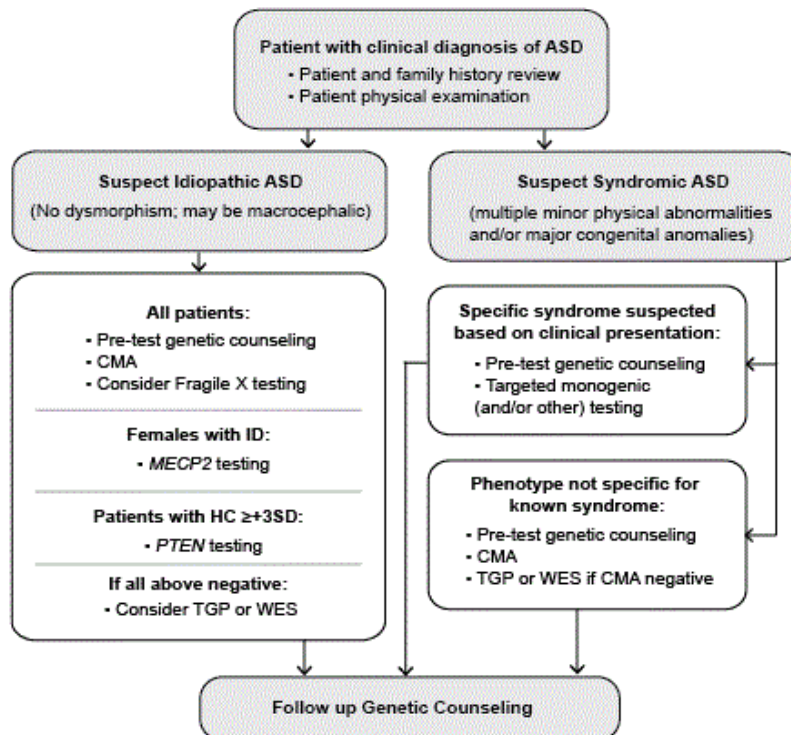 Patient with clinical diagnosis of ASD
▪ Patient and family history review
▪ Patient physical examination
Suspect Idiopathic ASD
(No dysmorphism; may be macrocephalic)
Suspect Syndromic ASD
(multiple minor physical abnormalities
and/or major congenital anomalies)
All patients:
▪ Pre-test genetic counseling
▪ CMA
▪ Consider Fragile X testing
Females with ID:
▪ MECP2 testing
Patients with HC ≥+3SD:
▪ PTEN testing
If all above negative:
▪ Consider TGP or WES
Specific syndrome suspected
based on clinical presentation:
▪ Pre-test genetic counseling
▪ Targeted monogenic
(and/or other) testing
Phenotype not specific for
known syndrome:
▪ Pre-test genetic counseling
▪ CMA
▪ TGP or WES if CMA negative
Follow up Genetic Counseling